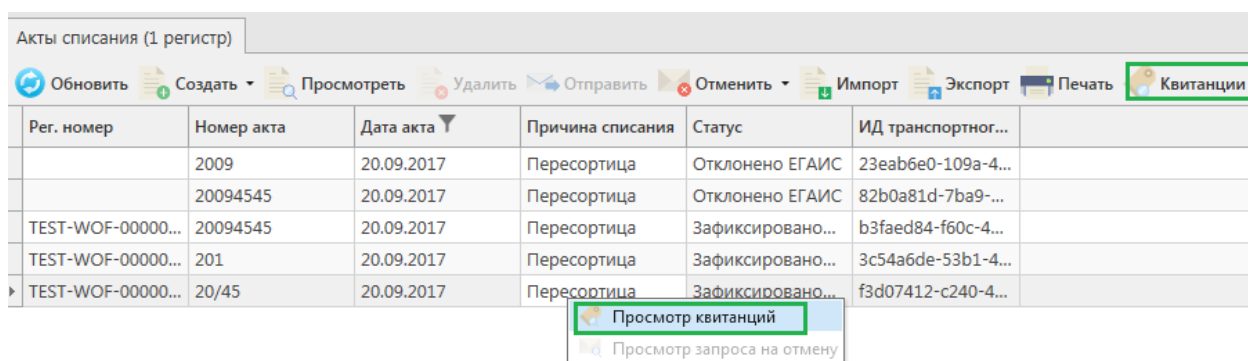 Акты списания (1 регистр)
Обновить Создать Просмотреть Удалить Отправить Отменить Импорт Экспорт Печать Квитанции
Рег. номер Номер акта Дата акта Причина списания Статус ИД транспортног...
2009 20.09.2017 Пересортица Отклонено ЕГАИС 23eab6e0-109a-4...
20094545 20.09.2017 Пересортица Отклонено ЕГАИС 82b0a81d-7ba9-...
TEST-WOF-00000... 20094545 20.09.2017 Пересортица Зафиксировано... b3faed84-f60c-4...
TEST-WOF-00000... 201 20.09.2017 Пересортица Зафиксировано... 3c54a6de-53b1-4...
TEST-WOF-00000... 20/45 20.09.2017 Пересортица Зафиксировано... f3d07412-c240-4...
Просмотр квитанций
Просмотр запроса на отмену